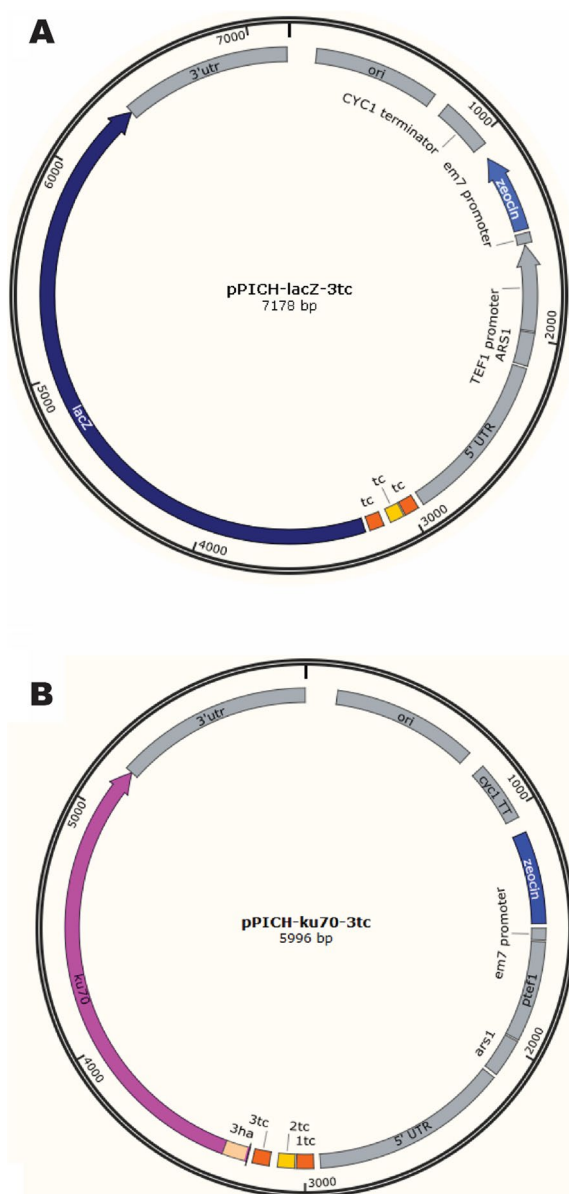 A
7000
3'utr
ori
1000
CYC1 terminator
6000
em7 promoter
zeocin
pPICH-lacZ-3tc
7178 bp
TEF1 promoter
ARS1
2000
5000
lacZ
5' UTR
tc
tc
tc
3000
4000
B
3'utr
ori
1000
cyc1 TT
5000
zeocin
pPICH-ku70-3tc
5996 bp
em7 promoter
ptef1
ku70
ars1
2000
4000
3ha
3tc
2tc
1tc
5' UTR
3000